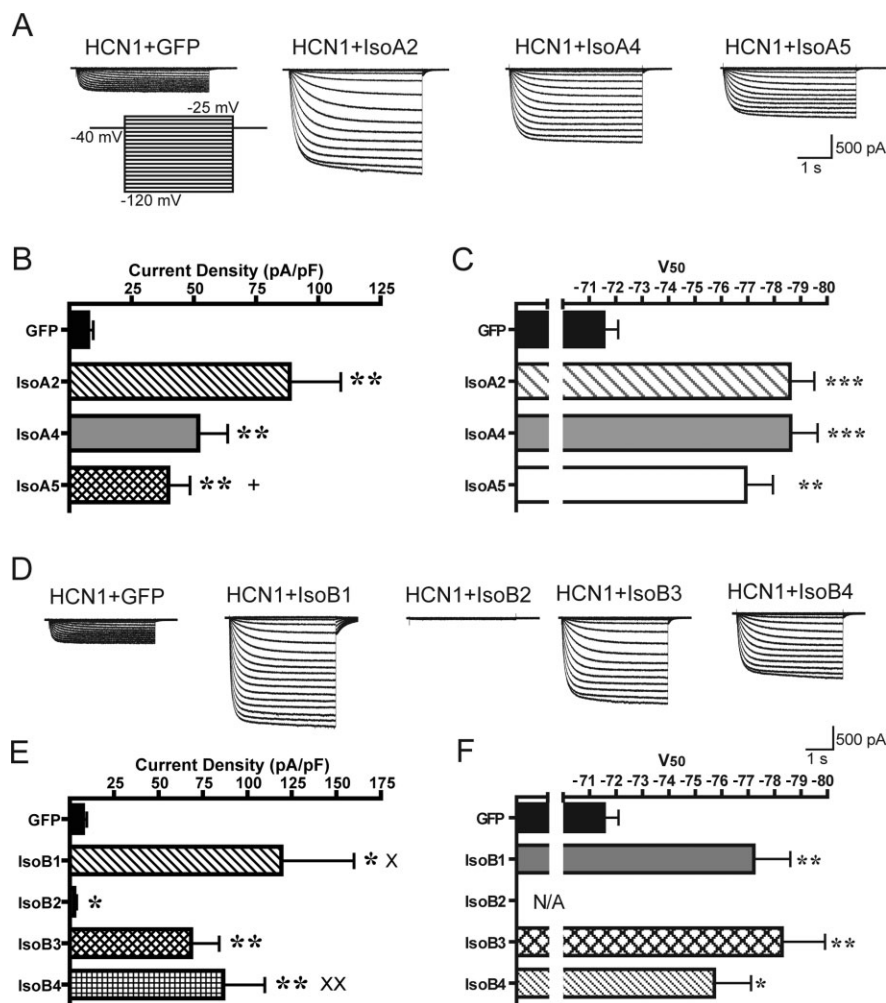 A
HCN1+GFP
HCN1+IsoA2
HCN1+IsoA4
HCN1+IsoA5
-25 mV
-40 mV
-120 mV
500 pA
1 s
B
Current Density (pA/pF)
25 50 75 100 125
GFP
IsoA2
**
IsoA4
**
IsoA5
** +
C
V50
-71 -72 -73 -74 -75 -76 -77 -78 -79 -80
GFP
IsoA2
***
IsoA4
***
IsoA5
**
D
HCN1+GFP
HCN1+IsoB1
HCN1+IsoB2
HCN1+IsoB3
HCN1+IsoB4
500 pA
1 s
E
Current Density (pA/pF)
25 50 75 100 125 150 175
GFP
IsoB1
* X
IsoB2
*
IsoB3
**
IsoB4
** XX
F
V50
-71 -72 -73 -74 -75 -76 -77 -78 -79 -80
GFP
IsoB1
**
IsoB2
N/A
IsoB3
**
IsoB4
*